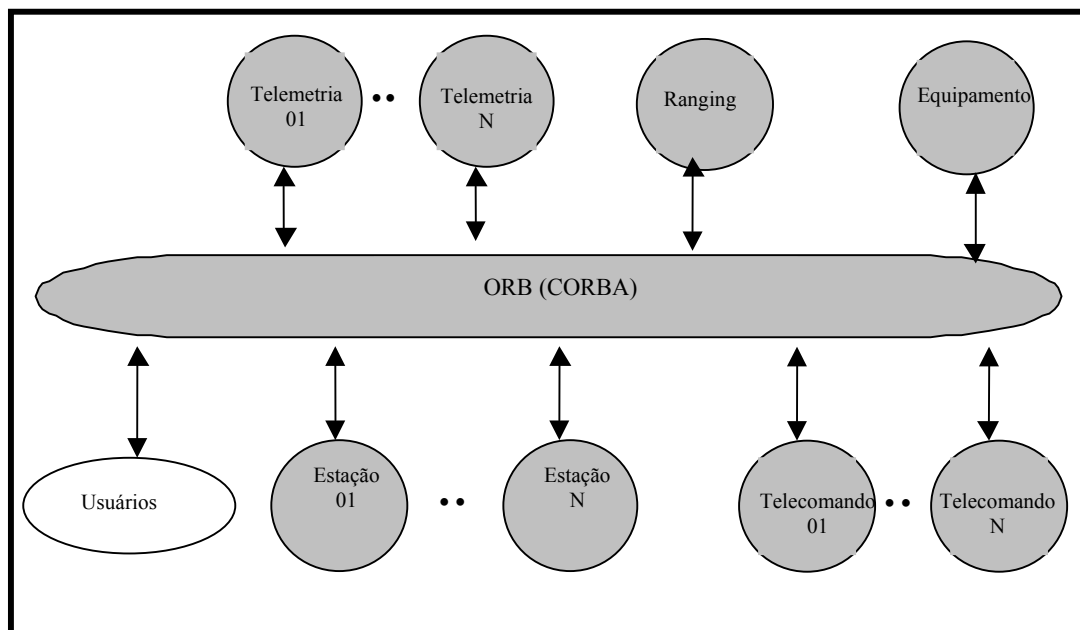 Telemetria
01
Telemetria
N
Ranging
Equipamento
ORB (CORBA)
Usuários
Estação
01
Estação
N
Telecomando
01
Telecomando
N